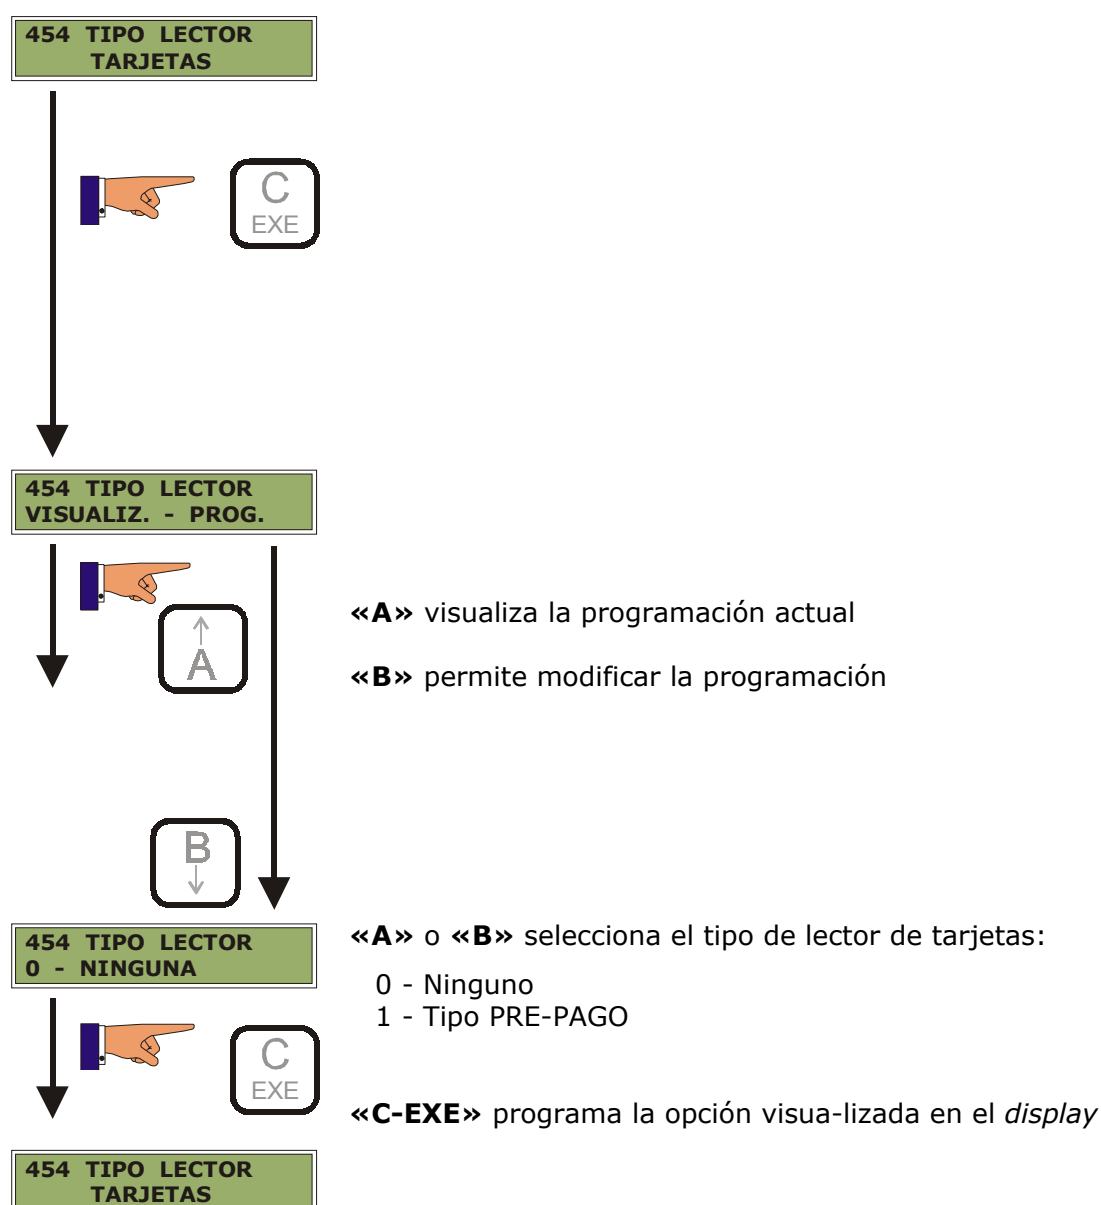 454 TIPO LECTOR
TARJETAS
C
EXE
454 TIPO LECTOR
VISUALIZ. - PROG.
A
«A» visualiza la programación actual
«B» permite modificar la programación
B
454 TIPO LECTOR
0 - NINGUNA
«A» o «B» selecciona el tipo de lector de tarjetas:
0 - Ninguno
1 - Tipo PRE-PAGO
C
EXE
«C-EXE» programa la opción visua-lizada en el display
454 TIPO LECTOR
TARJETAS